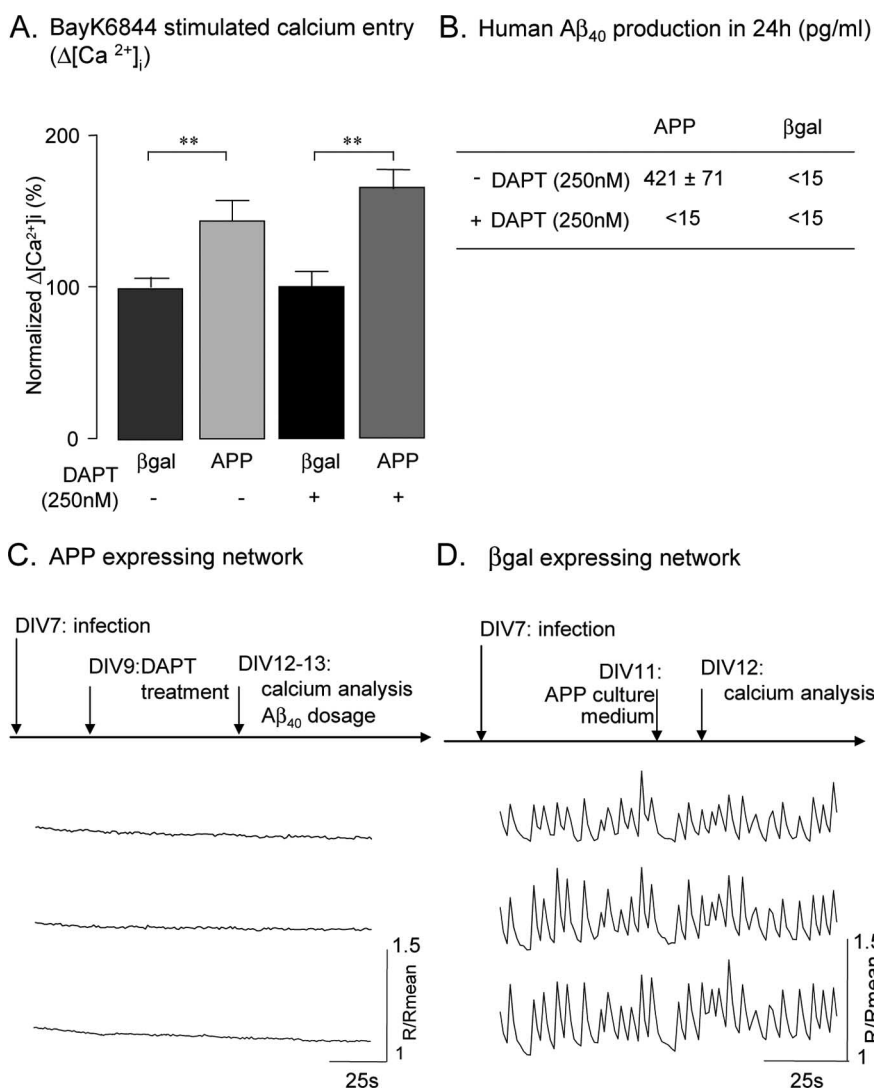 A. BayK6844 stimulated calcium entry
(Δ[Ca ²⁺]ᵢ)
Normalized Δ[Ca²⁺]i (%)
200
100
0
**
**
βgal APP βgal APP
DAPT
(250nM) - - + +
B. Human Aβ₄₀ production in 24h (pg/ml)
APP βgal
- DAPT (250nM) 421 ± 71 <15
+ DAPT (250nM) <15 <15
C. APP expressing network
DIV7: infection
DIV9:DAPT
treatment
DIV12-13:
calcium analysis
Aβ₄₀ dosage
1.5
R/Rmean
1
25s
D. βgal expressing network
DIV7: infection
DIV11:
APP culture
medium
DIV12:
calcium analysis
1.5
R/Rmean
1
25s